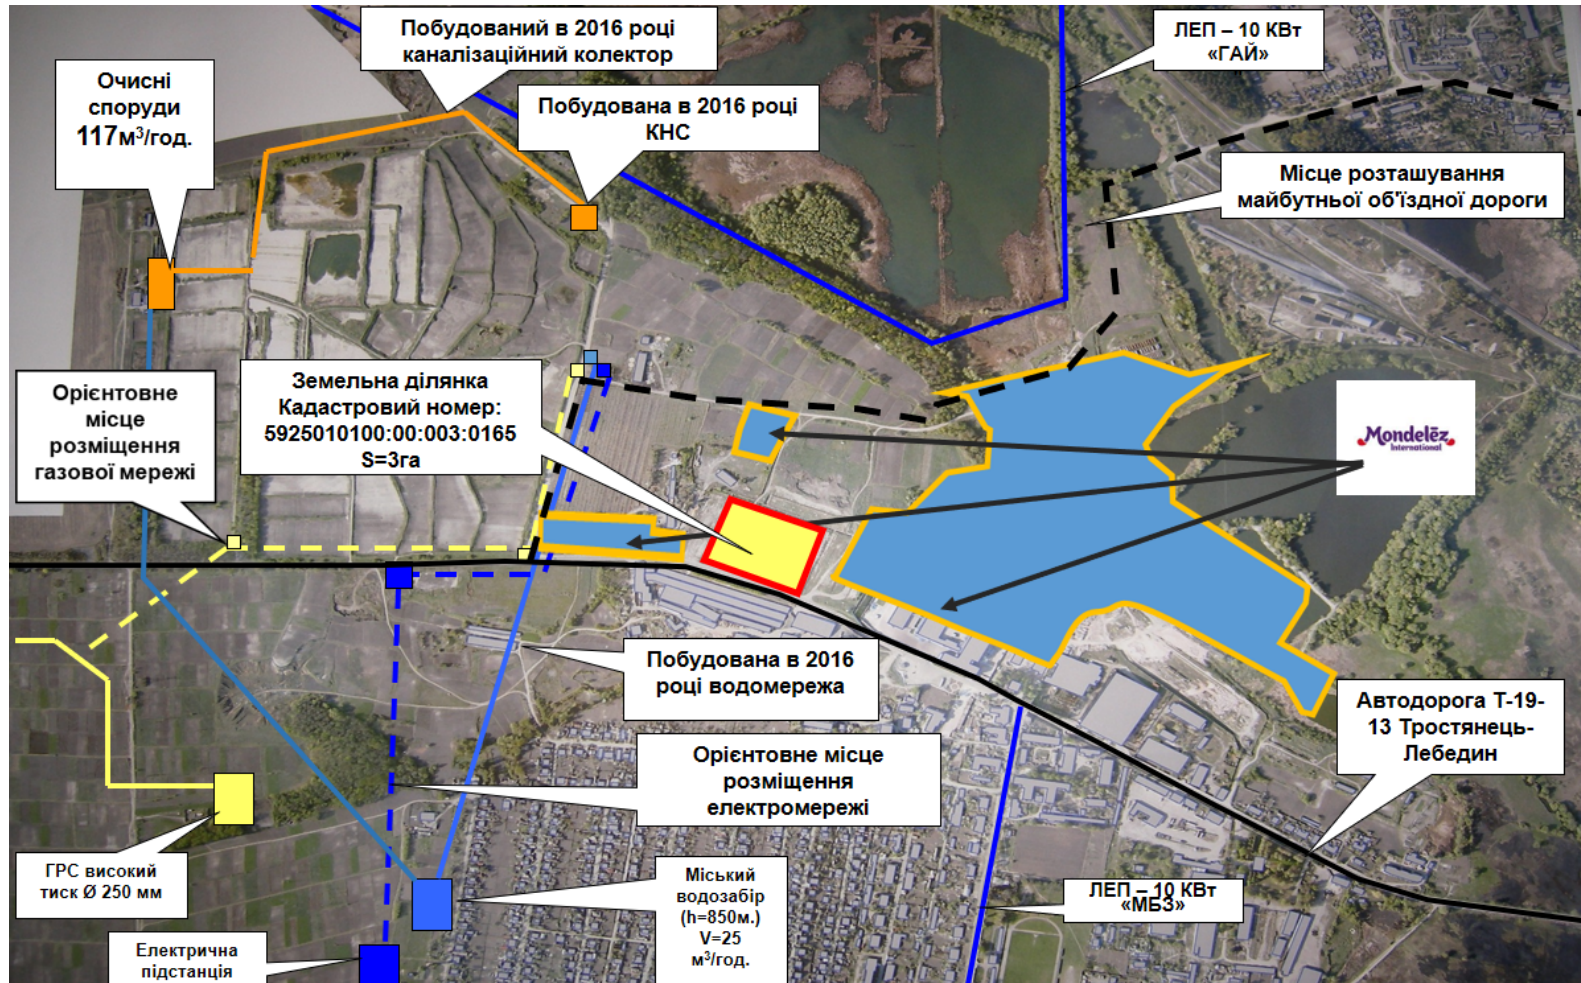 Побудований в 2016 році
каналізаційний колектор
ЛЕП – 10 КВт
«ГАЙ»
Очисні
споруди
117м³/год.
Побудована в 2016 році
КНС
Місце розташування
майбутньої об'їздної дороги
Земельна ділянка
Кадастровий номер:
5925010100:00:003:0165
S=3га
Орієнтовне
місце
розміщення
газової мережі
Mondelēz
International
Побудована в 2016
році водомережа
Автодорога Т-19-
13 Тростянець-
Лебедин
Орієнтовне місце
розміщення
електромережі
ГРС високий
тиск Ø 250 мм
Міський
водозабір
(h=850м.)
V=25
м³/год.
ЛЕП – 10 КВт
«МБЗ»
Електрична
підстанція